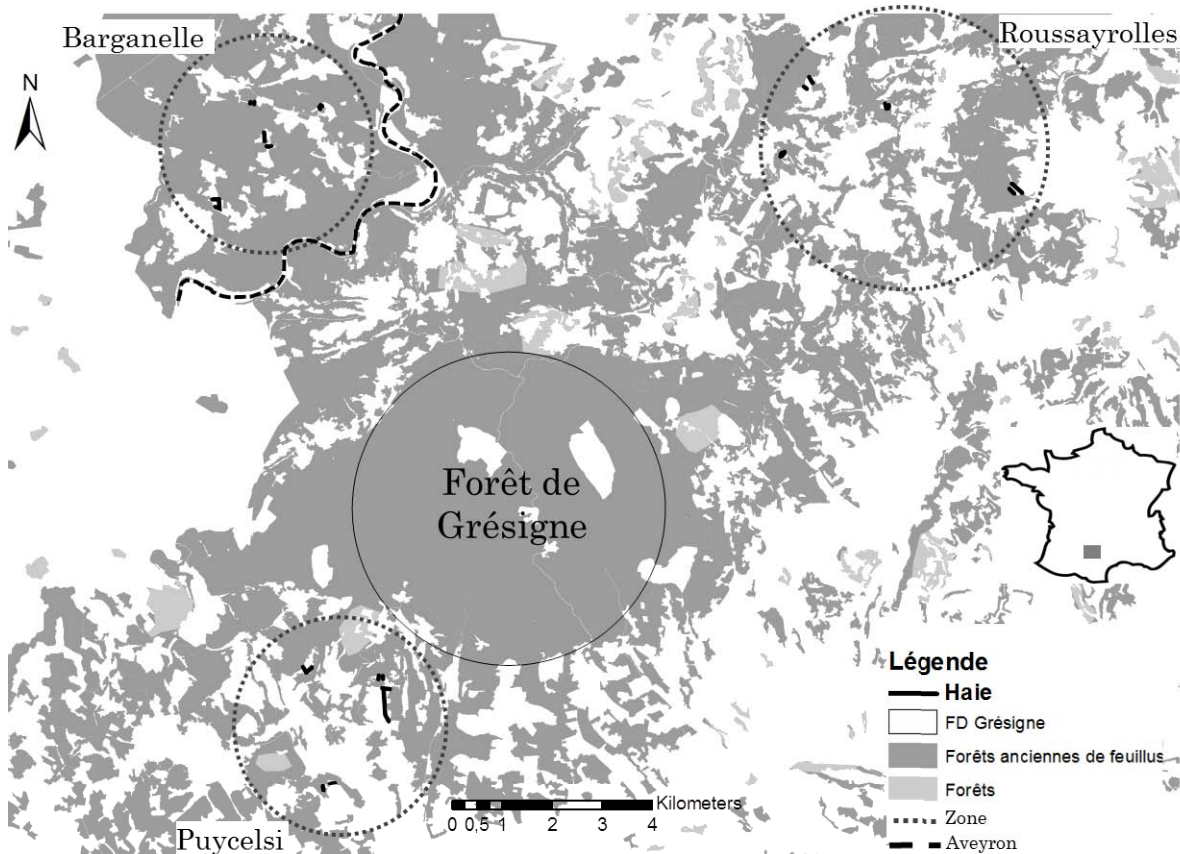 Barganelle
Roussayrolles
N
Forêt de
Grésigne
Puycelsi
Kilometers
0 0,5 1 2 3 4
Légende
Haie
FD Grésigne
Forêts anciennes de feuillus
Forêts
Zone
Aveyron